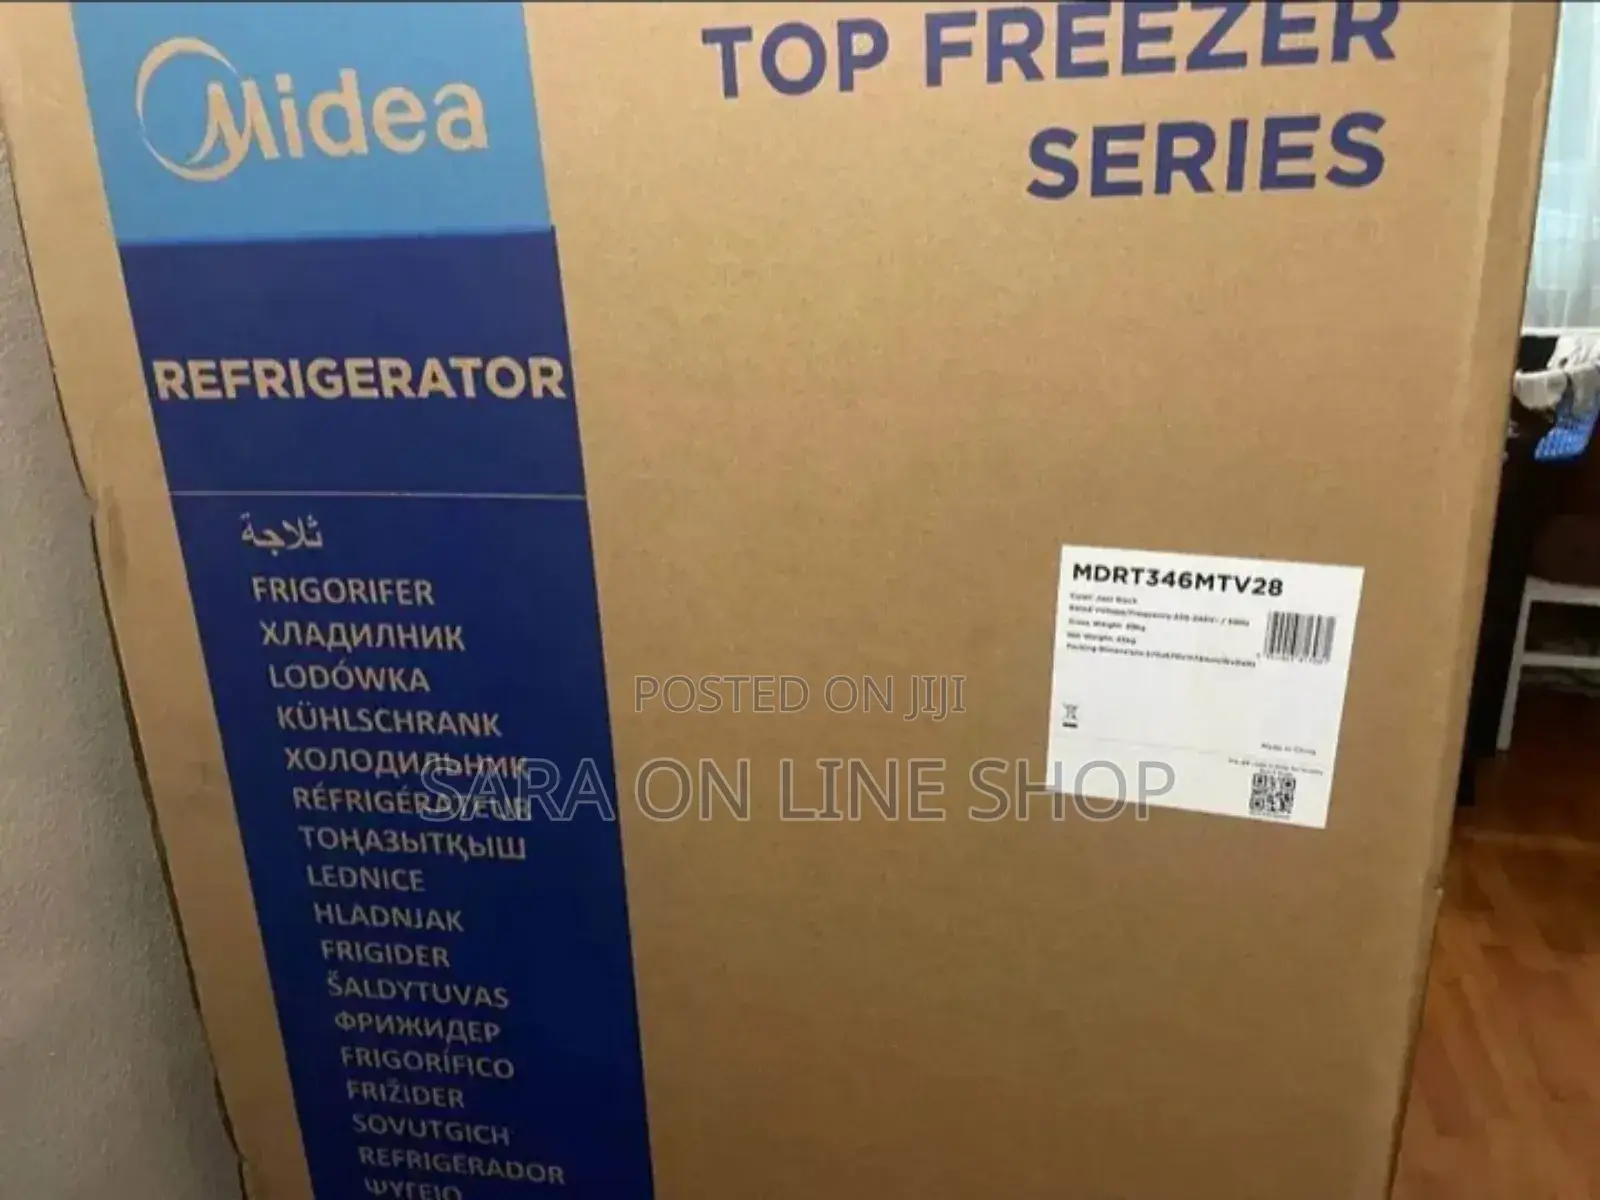 Midea
TOP FREEZER
SERIES
REFRIGERATOR
ثلاجة
FRIGORIFER
ХЛАДИЛНИК
LODÓWKA
KÜHLSCHRANK
ХОЛОДИЛЬНИК
RÉFRIGÉRATEUR
ТОҢАЗЫТҚЫШ
LEDNICE
HLADNJAK
FRIGIDER
ŠALDYTUVAS
ФРИЖИДЕР
FRIGORÍFICO
FRIŽIDER
SOVUTGICH
REFRIGERADOR
ΨΥΓΕΙΟ
MDRT346MTV28
Made in China
POSTED ON JIJI
SARA ON LINE SHOP